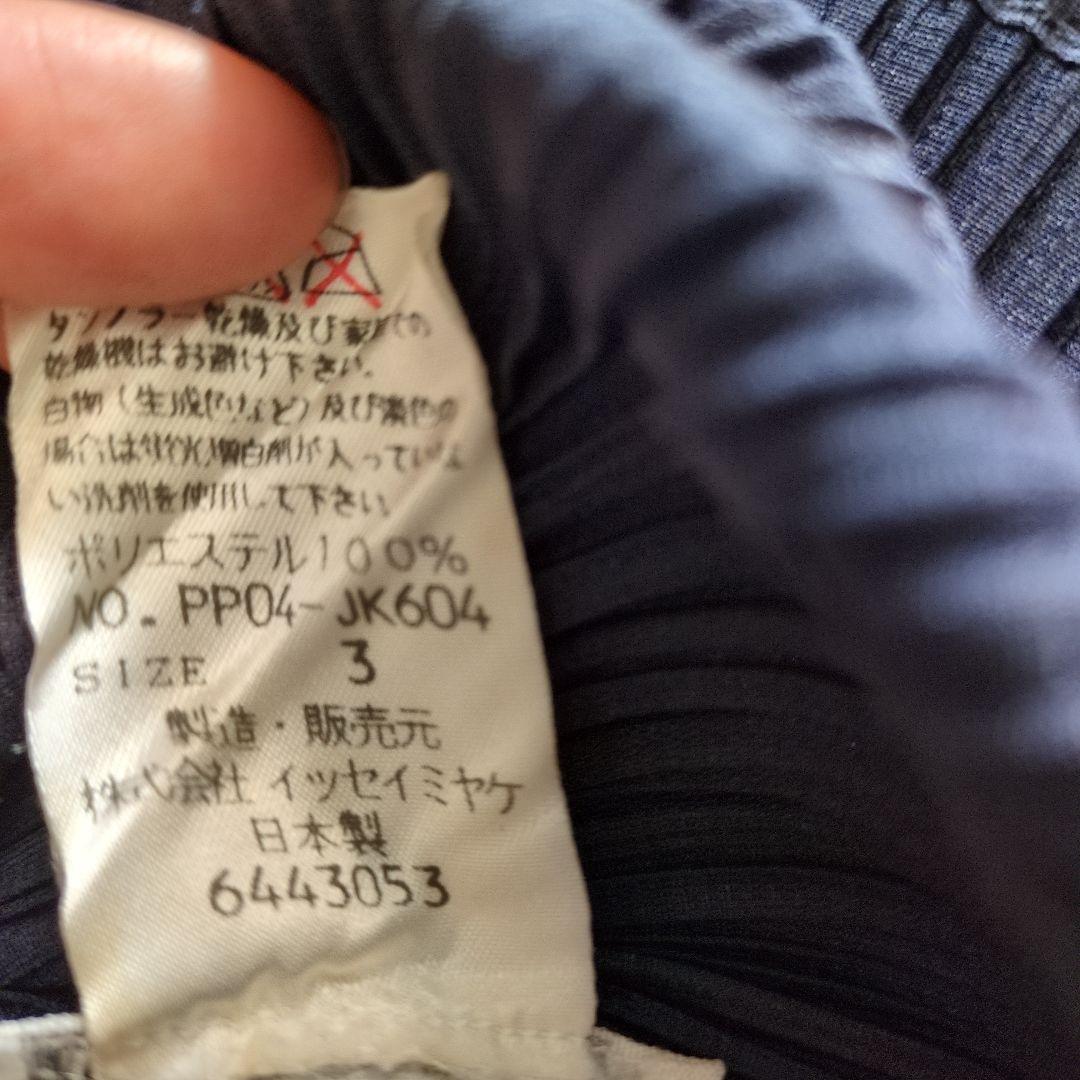 タンブラー乾燥及び家庭での
乾燥機はお避け下さい。
白物(生成色など)及び淡色の
場合は蛍光増白剤が入っていな
い洗剤を使用して下さい。
ポリエステル100%
NO. PP04-JK604
SIZE 3
製造・販売元
株式会社 イッセイミヤケ
日本製
6443053